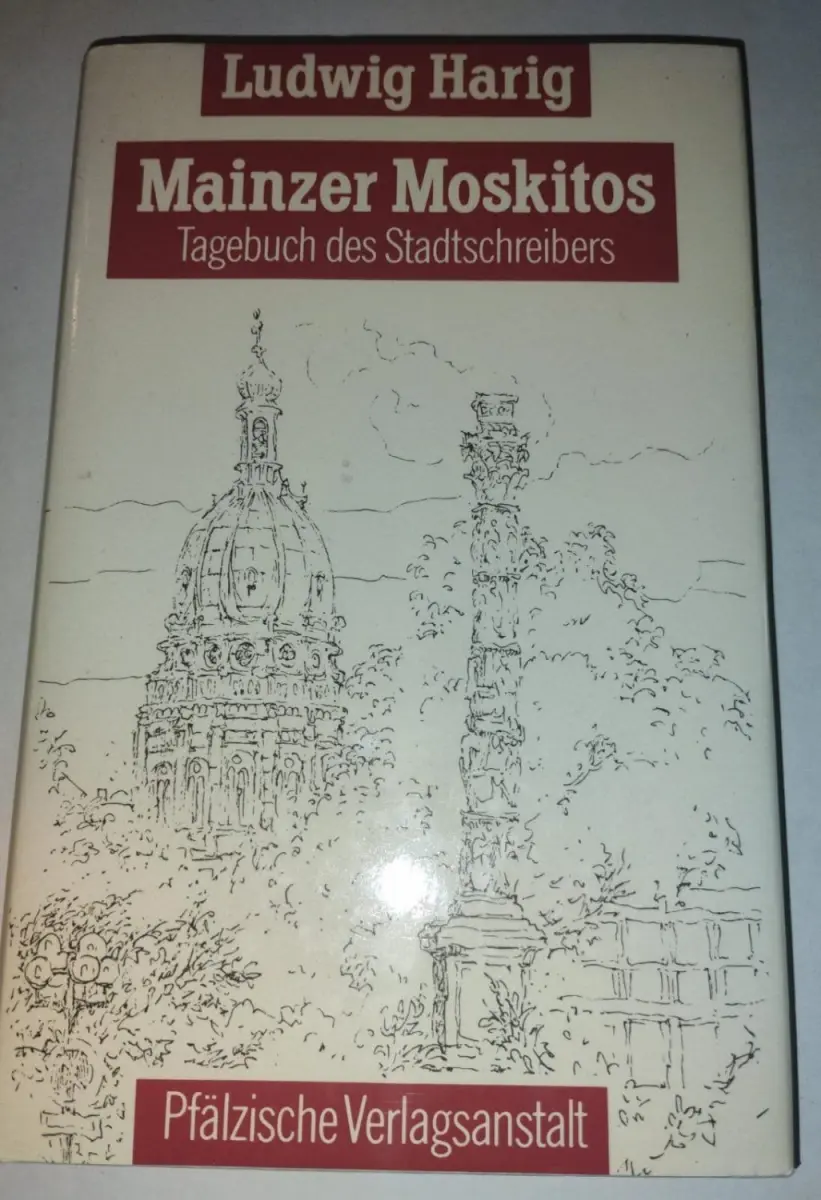 Ludwig Harig
Mainzer Moskitos
Tagebuch des Stadtschreibers
Pfälzische Verlagsanstalt